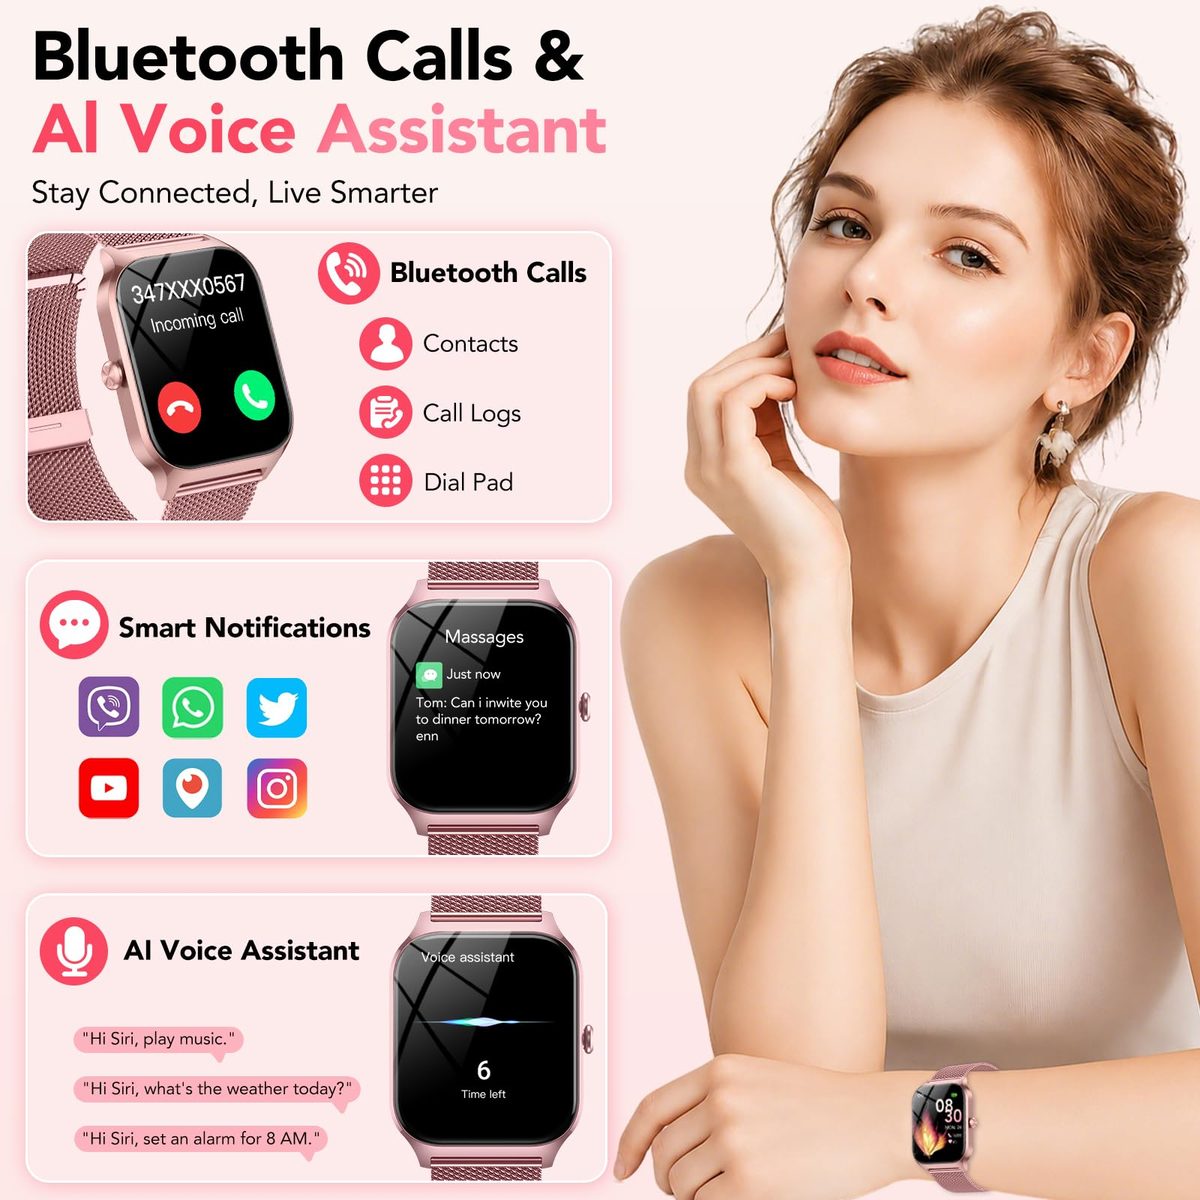 Bluetooth Calls &
AI Voice Assistant
Stay Connected, Live Smarter
347XXX0567
Incoming call
Bluetooth Calls
Contacts
Call Logs
Dial Pad
Smart Notifications
Massages
Just now
Tom: Can i inwite you
to dinner tomorrow?
enn
AI Voice Assistant
"Hi Siri, play music."
"Hi Siri, what's the weather today?"
"Hi Siri, set an alarm for 8 AM."
Voice assistant
6
Time left
08
30